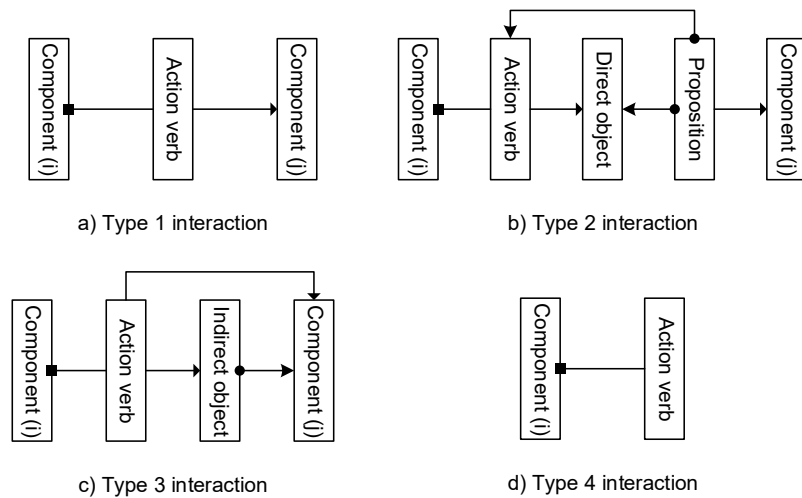 Component (i)
Action verb
Component (j)
a) Type 1 interaction
Component (i)
Action verb
Direct object
Proposition
Component (j)
b) Type 2 interaction
Component (i)
Action verb
Indirect object
Component (j)
c) Type 3 interaction
Component (i)
Action verb
d) Type 4 interaction